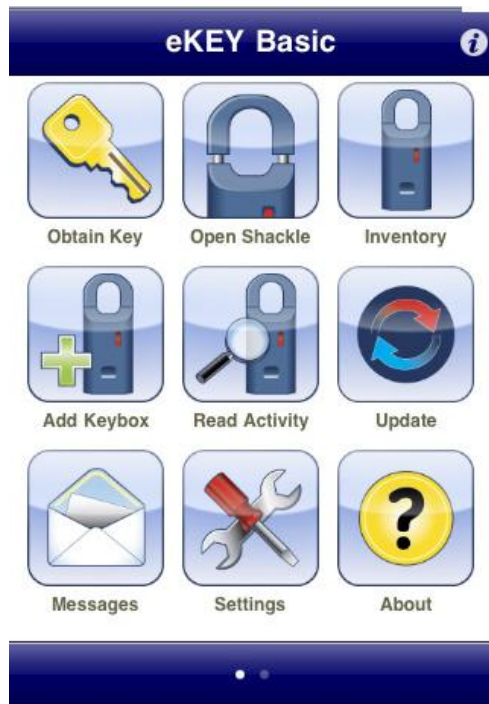 eKEY Basic
i
Obtain Key
Open Shackle
Inventory
Add Keybox
Read Activity
Update
Messages
Settings
?
About